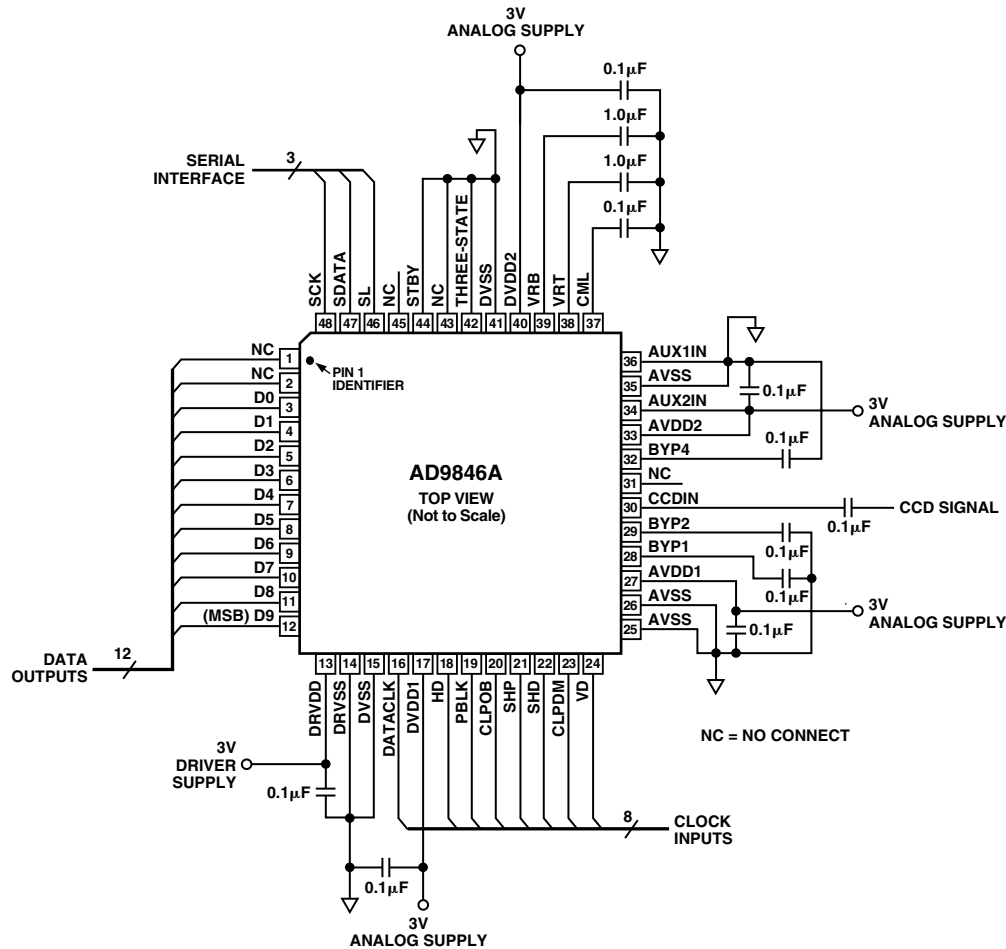 3V
ANALOG SUPPLY
0.1μF
1.0μF
1.0μF
0.1μF
SERIAL
INTERFACE
3
SCK
SDATA
SL
NC
STBY
NC
THREE-STATE
DVSS
DVDD2
VRB
VRT
CML
48 47 46 45 44 43 42 41 40 39 38 37
NC 1
NC 2
D0 3
D1 4
D2 5
D3 6
D4 7
D5 8
D6 9
D7 10
D8 11
(MSB) D9 12
PIN 1
IDENTIFIER
AD9846A
TOP VIEW
(Not to Scale)
36 AUX1IN
35 AVSS
34 AUX2IN
33 AVDD2
32 BYP4
31 NC
30 CCDIN
29 BYP2
28 BYP1
27 AVDD1
26 AVSS
25 AVSS
0.1μF
3V
ANALOG SUPPLY
0.1μF
CCD SIGNAL
0.1μF
0.1μF
0.1μF
3V
ANALOG SUPPLY
0.1μF
DATA
OUTPUTS
12
13 14 15 16 17 18 19 20 21 22 23 24
DRVDD
DRVSS
DVSS
DATACLK
DVDD1
HD
PBLK
CLPOB
SHP
SHD
CLPDM
VD
NC = NO CONNECT
3V
DRIVER
SUPPLY
0.1μF
8
CLOCK
INPUTS
0.1μF
3V
ANALOG SUPPLY